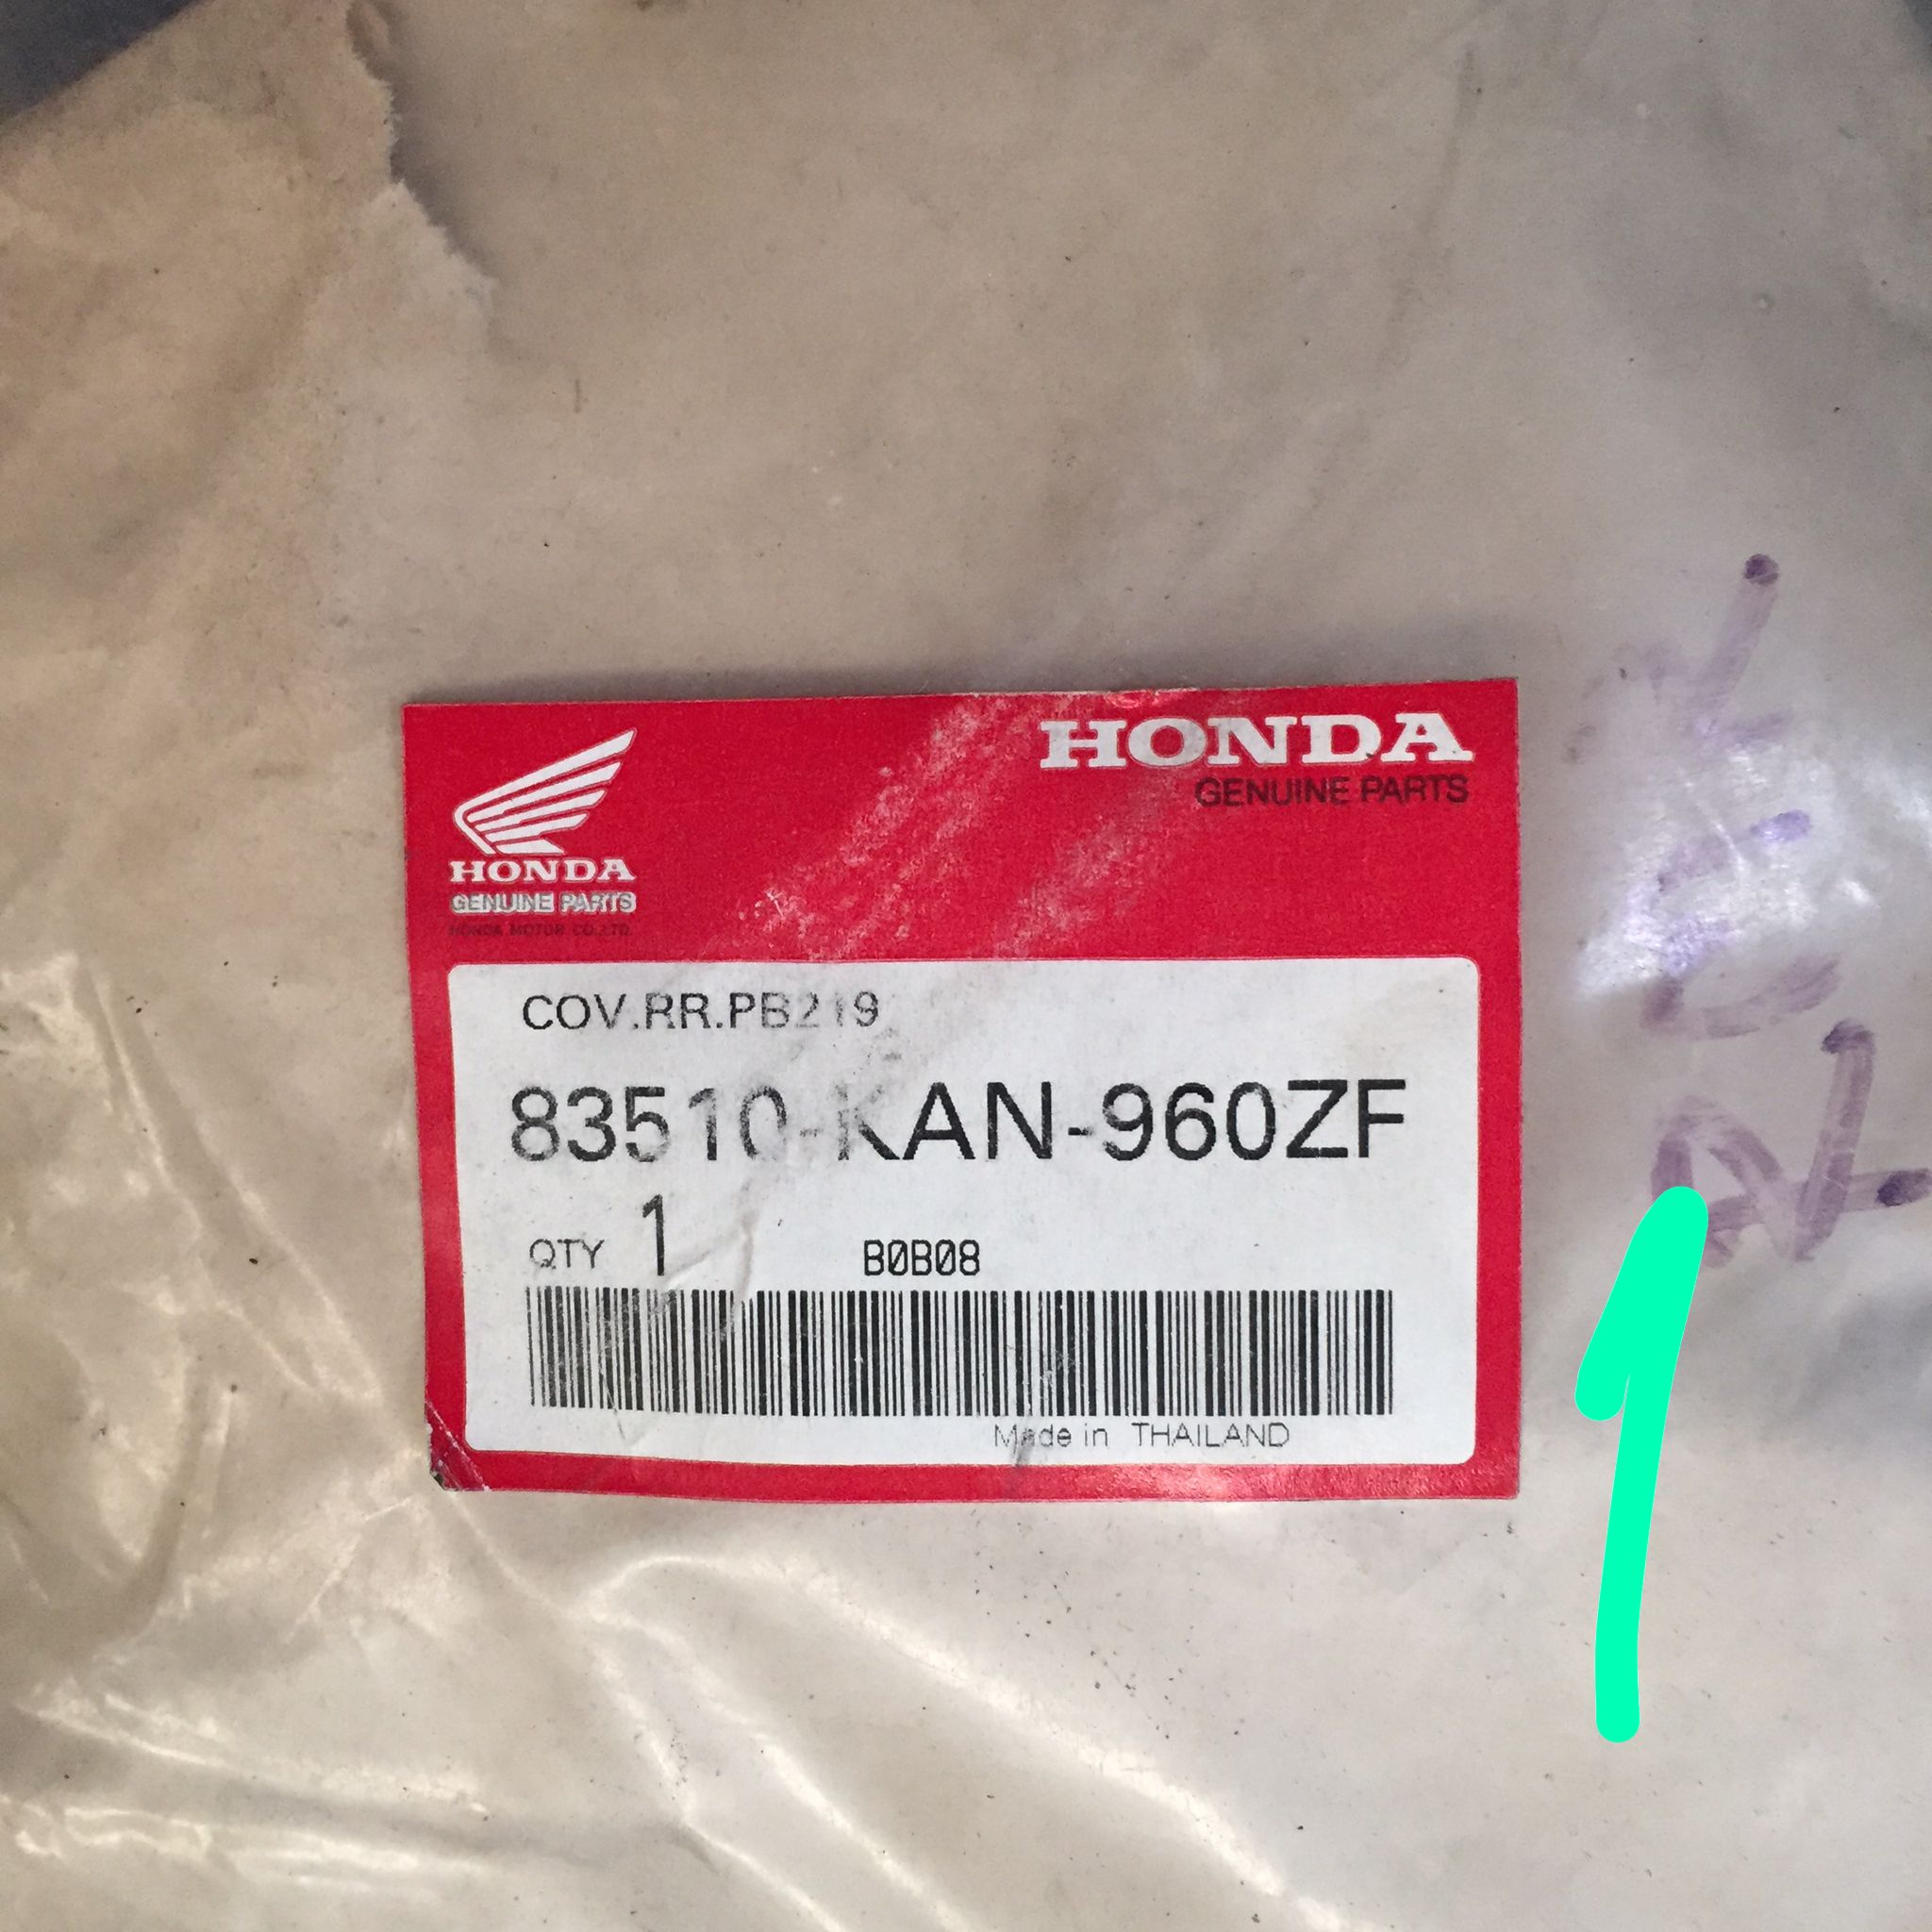 HONDA
GENUINE PARTS
HONDA
GENUINE PARTS
HONDA MOTOR CO.,LTD.
COV.RR.PB219
83510-KAN-960ZF
QTY 1 B0B08
Made in THAILAND
1